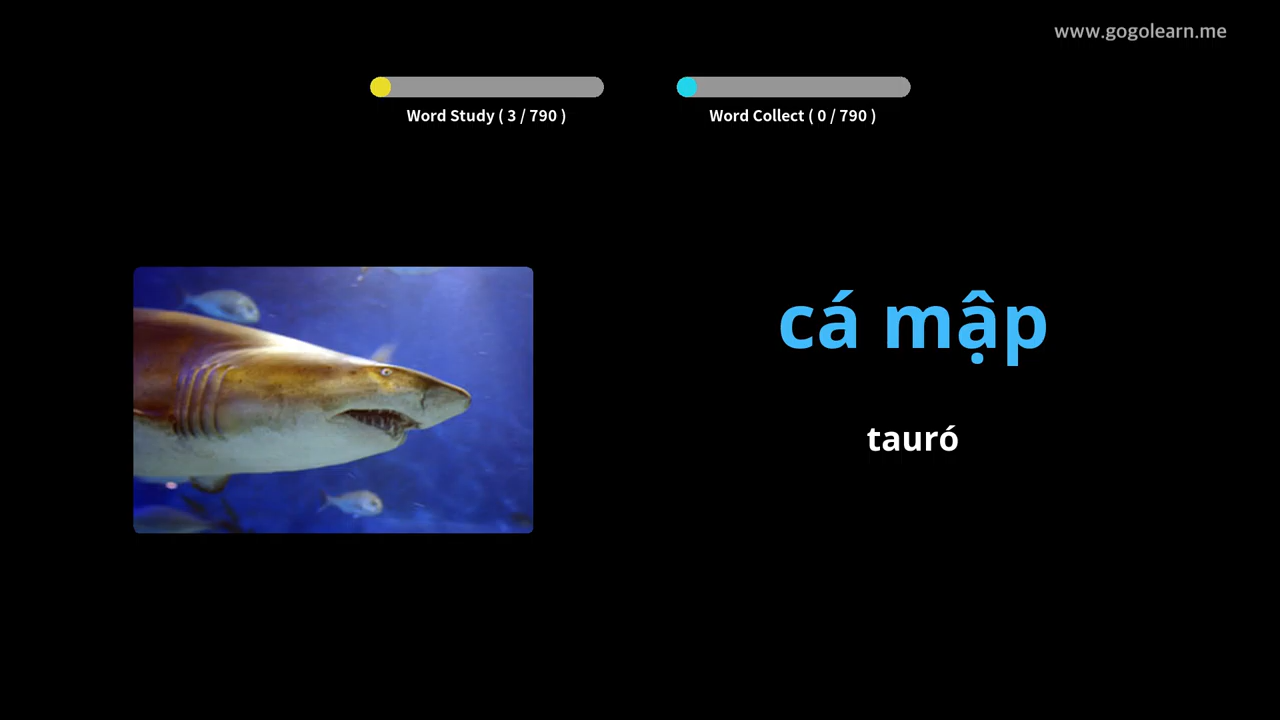 www.gogolearn.me
Word Study ( 3 / 790 )
Word Collect ( 0 / 790 )
cá mập
tauró